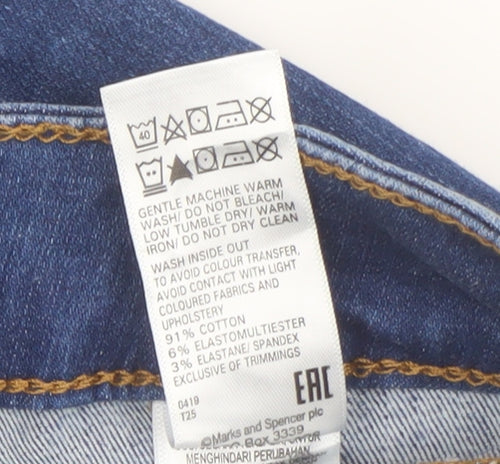 40
GENTLE MACHINE WARM
WASH/ DO NOT BLEACH/
LOW TUMBLE DRY/ WARM
IRON/ DO NOT DRY CLEAN
WASH INSIDE OUT
TO AVOID COLOUR TRANSFER,
AVOID CONTACT WITH LIGHT
COLOURED FABRICS AND
UPHOLSTERY
91% COTTON
6% ELASTOMULTIESTER
3% ELASTANE/ SPANDEX
EXCLUSIVE OF TRIMMINGS
0419
T25
EAC
©Marks and Spencer plc
Box 3339
MENGHINDARI PERUBAHAN